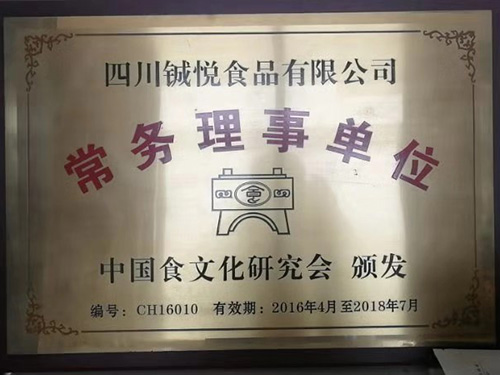 四川铖悦食品有限公司
常务理事单位
食
中国食文化研究会 颁发
编号：CH16010 有效期：2016年4月至2018年7月